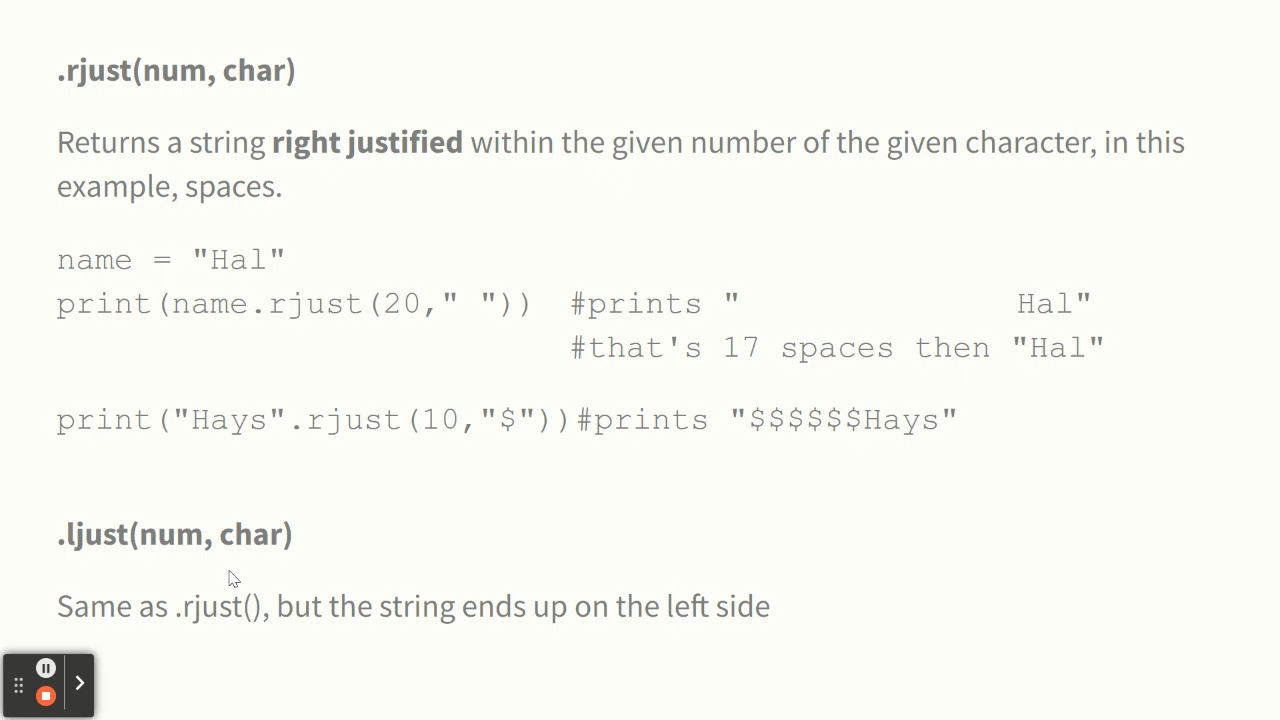 .rjust(num, char)
Returns a string right justified within the given number of the given character, in this
example, spaces.
name = "Hal"
print(name.rjust(20," "))  #prints "                 Hal"
#that's 17 spaces then "Hal"
print("Hays".rjust(10,"$"))#prints "$$$$$$Hays"
.ljust(num, char)
Same as .rjust(), but the string ends up on the left side